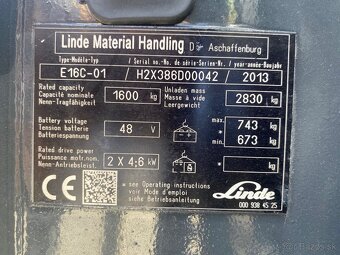 Linde Material Handling D-Aschaffenburg
Type-Modèle-Typ / Serial no.-No. de série-Serien-Nr. / year-année-Baujahr
E16C-01 / H2X386D00042 / 2013
Rated capacity
Capacité nominale
Nenn-Tragfähigkeit
1600 kg
Unladen mass
Masse à vide
Leergewicht
2830 kg
Battery voltage
Tension batterie
Batteriespannung
48 V
max. 743 kg
min. 673
Rated drive power
Puissance motr.nom.
Nenn-Antriebsleist.
2 X 4;6 kW
* * kg
CE
* see Operating instructions
voir Mode d'emploi
siehe Betriebsanleitung
Linde
000 938 45 25